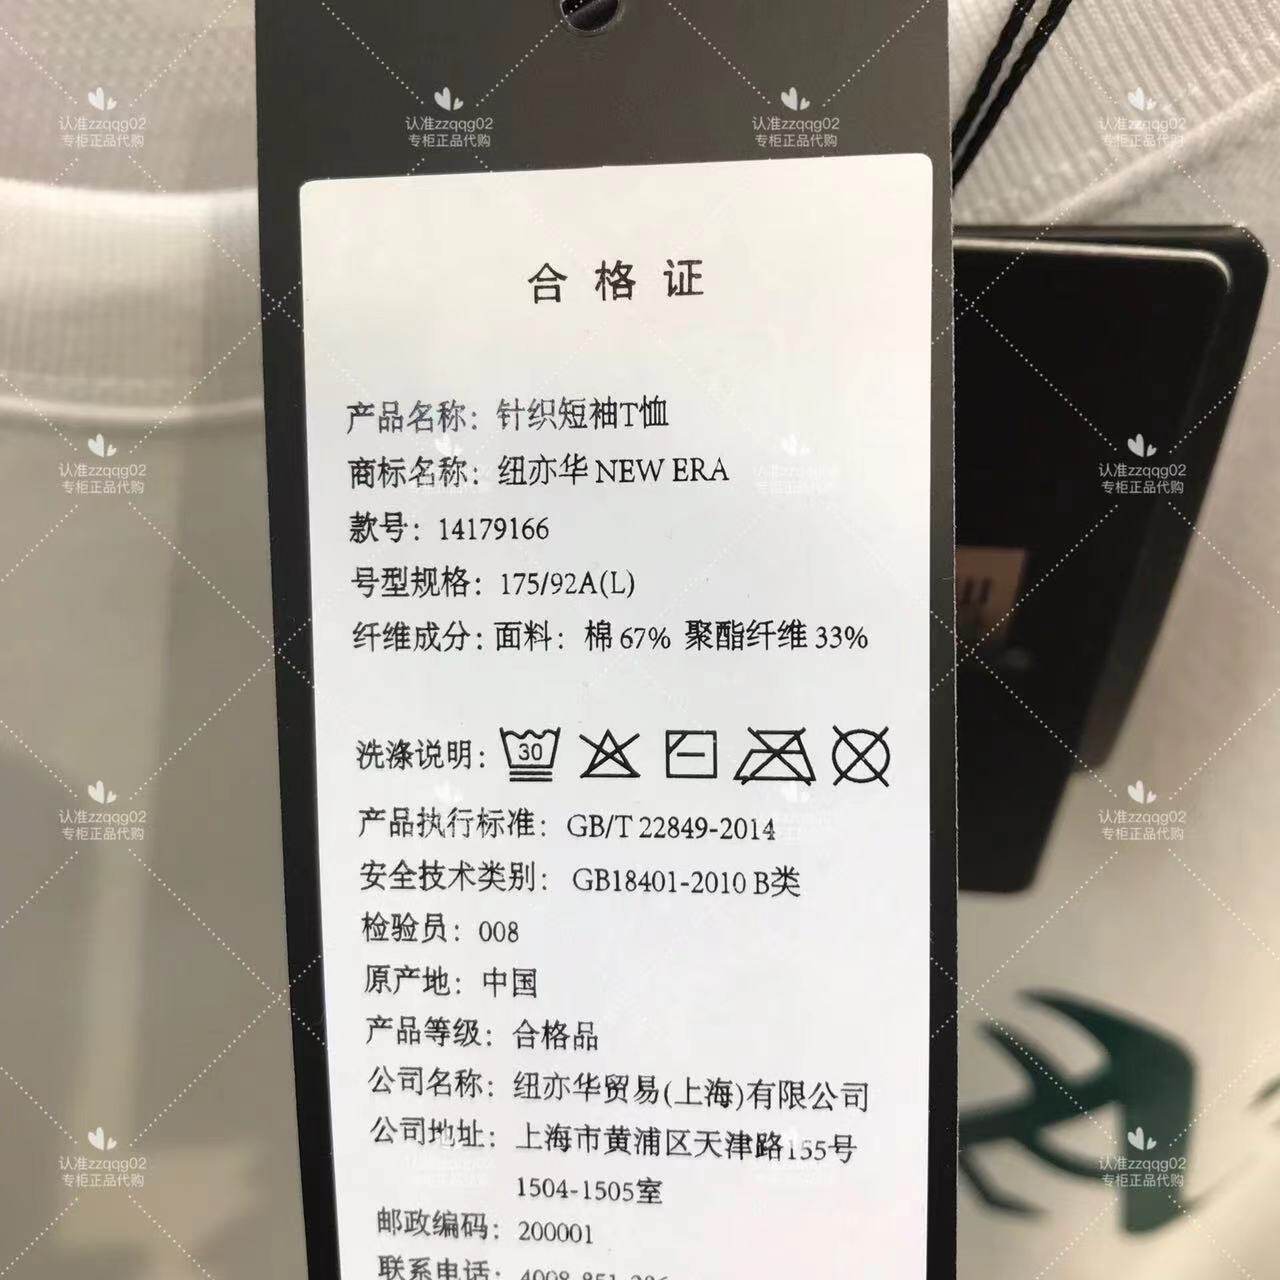 合格证
产品名称：针织短袖T恤
商标名称：纽亦华 NEW ERA
款号：14179166
号型规格：175/92A(L)
纤维成分：面料：棉 67% 聚酯纤维 33%
洗涤说明：30
产品执行标准：GB/T 22849-2014
安全技术类别：GB18401-2010 B类
检验员：008
原产地：中国
产品等级：合格品
公司名称：纽亦华贸易(上海)有限公司
公司地址：上海市黄浦区天津路155号
1504-1505室
邮政编码：200001
联系电话：
认准zzqqg02
专柜正品代购